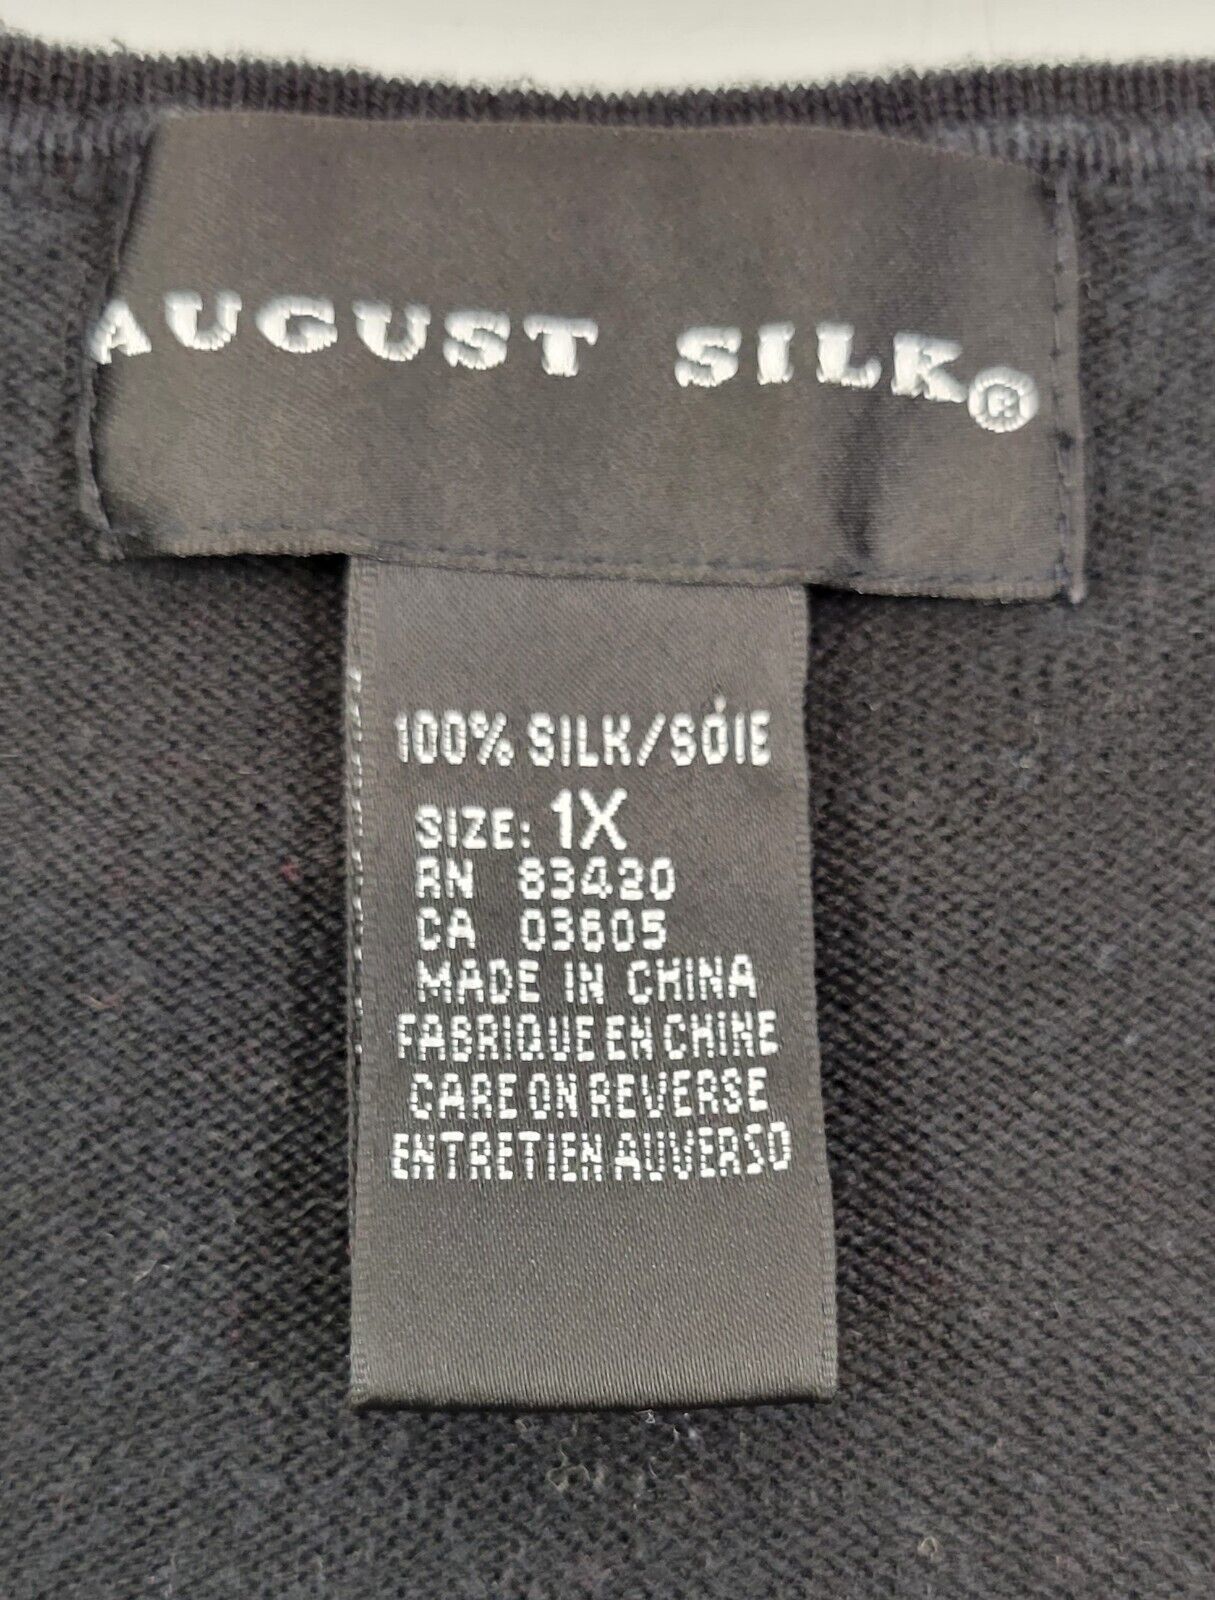 AUGUST SILK®
100% SILK/SÓIE
SIZE: 1X
RN 83420
CA 03605
MADE IN CHINA
FABRIQUE EN CHINE
CARE ON REVERSE
ENTRETIEN AUVERSO